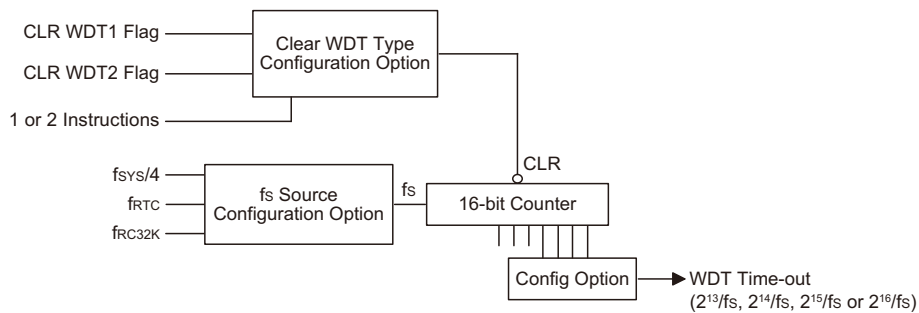 CLR WDT1 Flag
CLR WDT2 Flag
1 or 2 Instructions
Clear WDT Type
Configuration Option
CLR
fSYS/4
fRTC
fRC32K
fS Source
Configuration Option
fS
16-bit Counter
Config Option
WDT Time-out
(2¹³/fS, 2¹⁴/fS, 2¹⁵/fS or 2¹⁶/fS)